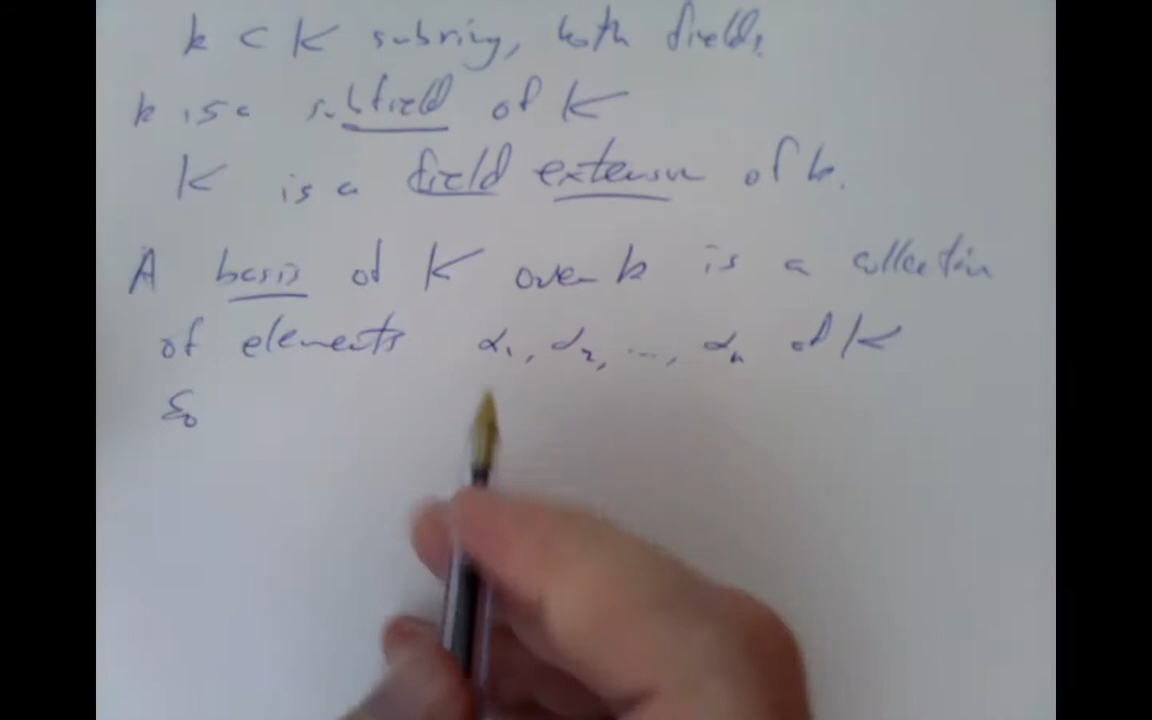 k ⊂ K subring, both fields
k is a subfield of K
K is a field extension of k.
A basis of K over k is a collection
of elements α₁, α₂, ..., αₙ of K
So